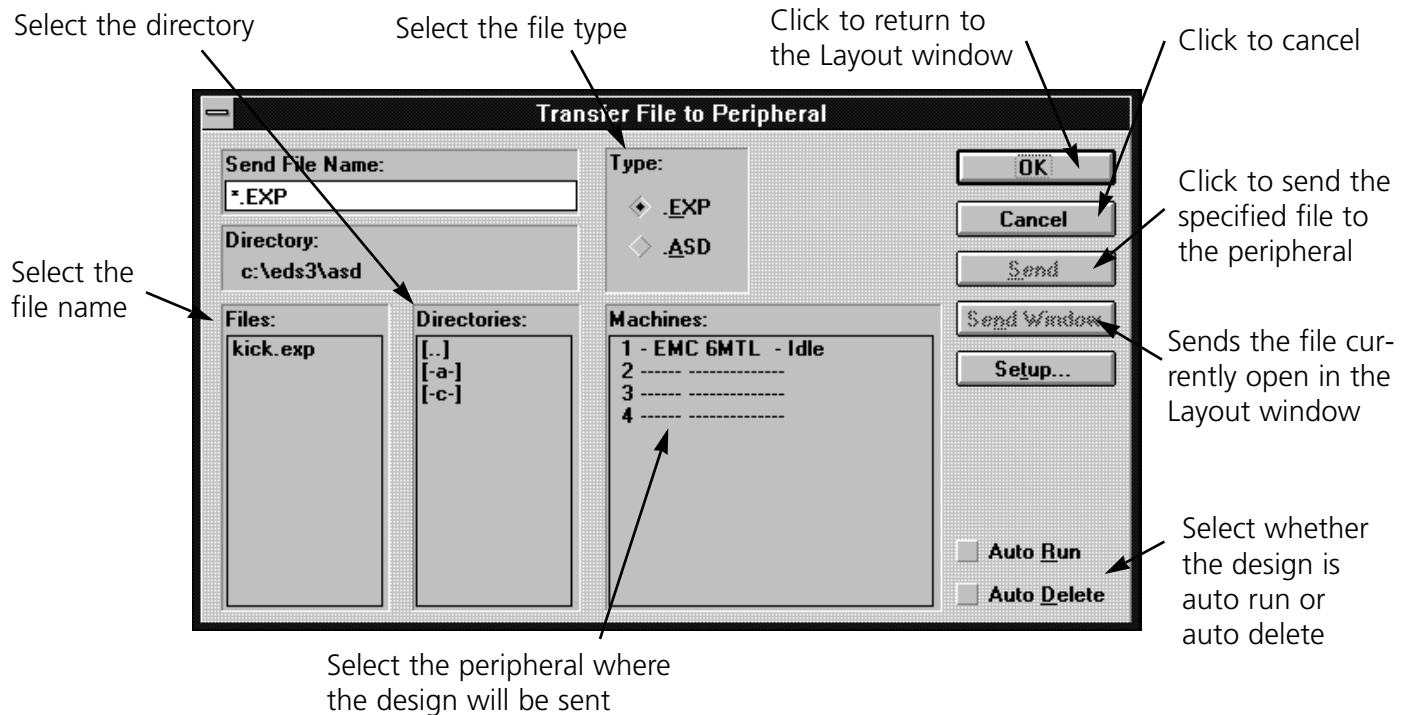 Select the directory
Select the file type
Click to return to
the Layout window
Click to cancel
Transfer File to Peripheral
Send File Name:
*.EXP
Directory:
c:\eds3\asd
Type:
.EXP
.ASD
OK
Cancel
Send
Send Window
Setup...
Click to send the
specified file to
the peripheral
Select the
file name
Files:
kick.exp
Directories:
[..]
[-a-]
[-c-]
Machines:
1 - EMC 6MTL - Idle
2 ------ -------------
3 ------ -------------
4 ------ -------------
Sends the file cur-
rently open in the
Layout window
Auto Run
Auto Delete
Select whether
the design is
auto run or
auto delete
Select the peripheral where
the design will be sent